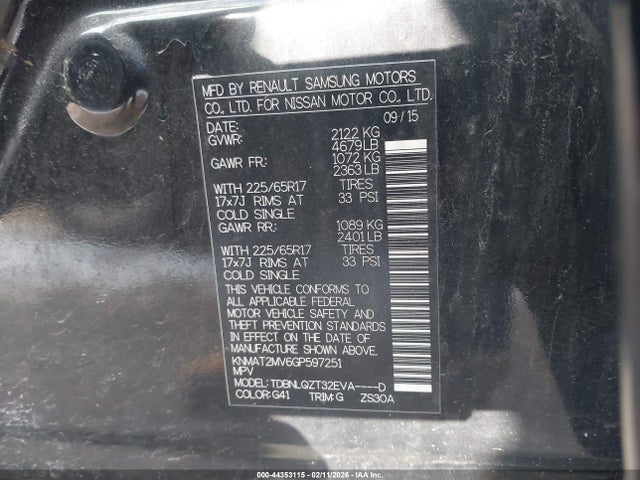 MFD BY RENAULT SAMSUNG MOTORS
CO., LTD. FOR NISSAN MOTOR CO., LTD.
DATE: 09/15
GVWR: 2122 KG
4679 LB
GAWR FR: 1072 KG
2363 LB
WITH 225/65R17 TIRES
17x7J RIMS AT 33 PSI
COLD SINGLE
GAWR RR: 1089 KG
2401 LB
WITH 225/65R17 TIRES
17x7J RIMS AT 33 PSI
COLD SINGLE
THIS VEHICLE CONFORMS TO
ALL APPLICABLE FEDERAL
MOTOR VEHICLE SAFETY AND
THEFT PREVENTION STANDARDS
IN EFFECT ON THE DATE OF
MANUFACTURE SHOWN ABOVE.
KNMAT2MV6GP597251
MPV
MODEL: TDBNLQZT32EVA----D
COLOR: G41 TRIM: G ZS30A
000-44353115 - 02/11/2026 - IAA, Inc.